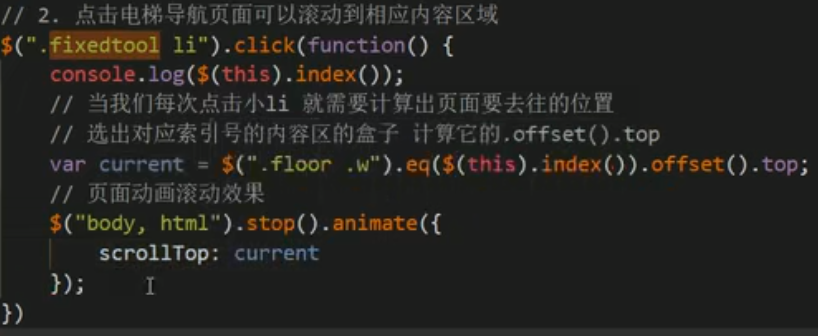 // 2. 点击电梯导航页面可以滚动到相应内容区域
$(".fixedtool li").click(function() {
console.log($(this).index());
// 当我们每次点击小li 就需要计算出页面要去往的位置
// 选出对应索引号的内容区的盒子 计算它的.offset().top
var current = $(".floor .w").eq($(this).index()).offset().top;
// 页面动画滚动效果
$("body, html").stop().animate({
scrollTop: current
});
})